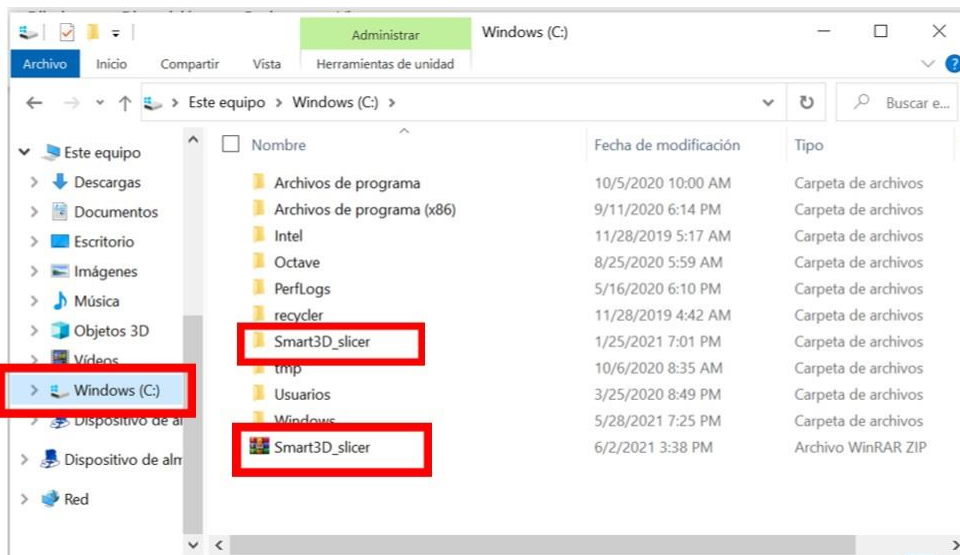 Administrar
Windows (C:)
Archivo Inicio Compartir Vista Herramientas de unidad
Este equipo > Windows (C:) >
Buscar e...
Este equipo
Descargas
Documentos
Escritorio
Imágenes
Música
Objetos 3D
Vídeos
Windows (C:)
Dispositivo de al
Dispositivo de alm
Red
Nombre Fecha de modificación Tipo
Archivos de programa 10/5/2020 10:00 AM Carpeta de archivos
Archivos de programa (x86) 9/11/2020 6:14 PM Carpeta de archivos
Intel 11/28/2019 5:17 AM Carpeta de archivos
Octave 8/25/2020 5:59 AM Carpeta de archivos
PerfLogs 5/16/2020 6:10 PM Carpeta de archivos
recycler 11/28/2019 4:42 AM Carpeta de archivos
Smart3D_slicer 1/25/2021 7:01 PM Carpeta de archivos
tmp 10/6/2020 8:35 AM Carpeta de archivos
Usuarios 3/25/2020 8:49 PM Carpeta de archivos
Windows 5/28/2021 7:25 PM Carpeta de archivos
Smart3D_slicer 6/2/2021 3:38 PM Archivo WinRAR ZIP